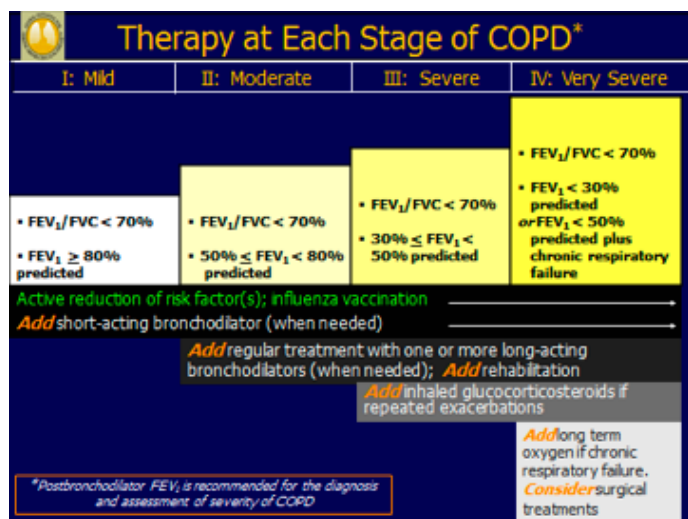 Therapy at Each Stage of COPD*
I: Mild
II: Moderate
III: Severe
IV: Very Severe
• FEV₁/FVC < 70%
• FEV₁ ≥ 80%
predicted
• FEV₁/FVC < 70%
• 50% ≤ FEV₁ < 80%
predicted
• FEV₁/FVC < 70%
• 30% ≤ FEV₁ <
50% predicted
• FEV₁/FVC < 70%
• FEV₁ < 30%
predicted
or FEV₁ < 50%
predicted plus
chronic respiratory
failure
Active reduction of risk factor(s); influenza vaccination
Add short-acting bronchodilator (when needed)
Add regular treatment with one or more long-acting
bronchodilators (when needed); Add rehabilitation
Add inhaled glucocorticosteroids if
repeated exacerbations
Add long term
oxygen if chronic
respiratory failure.
Consider surgical
treatments
*Postbronchodilator FEV₁ is recommended for the diagnosis
and assessment of severity of COPD